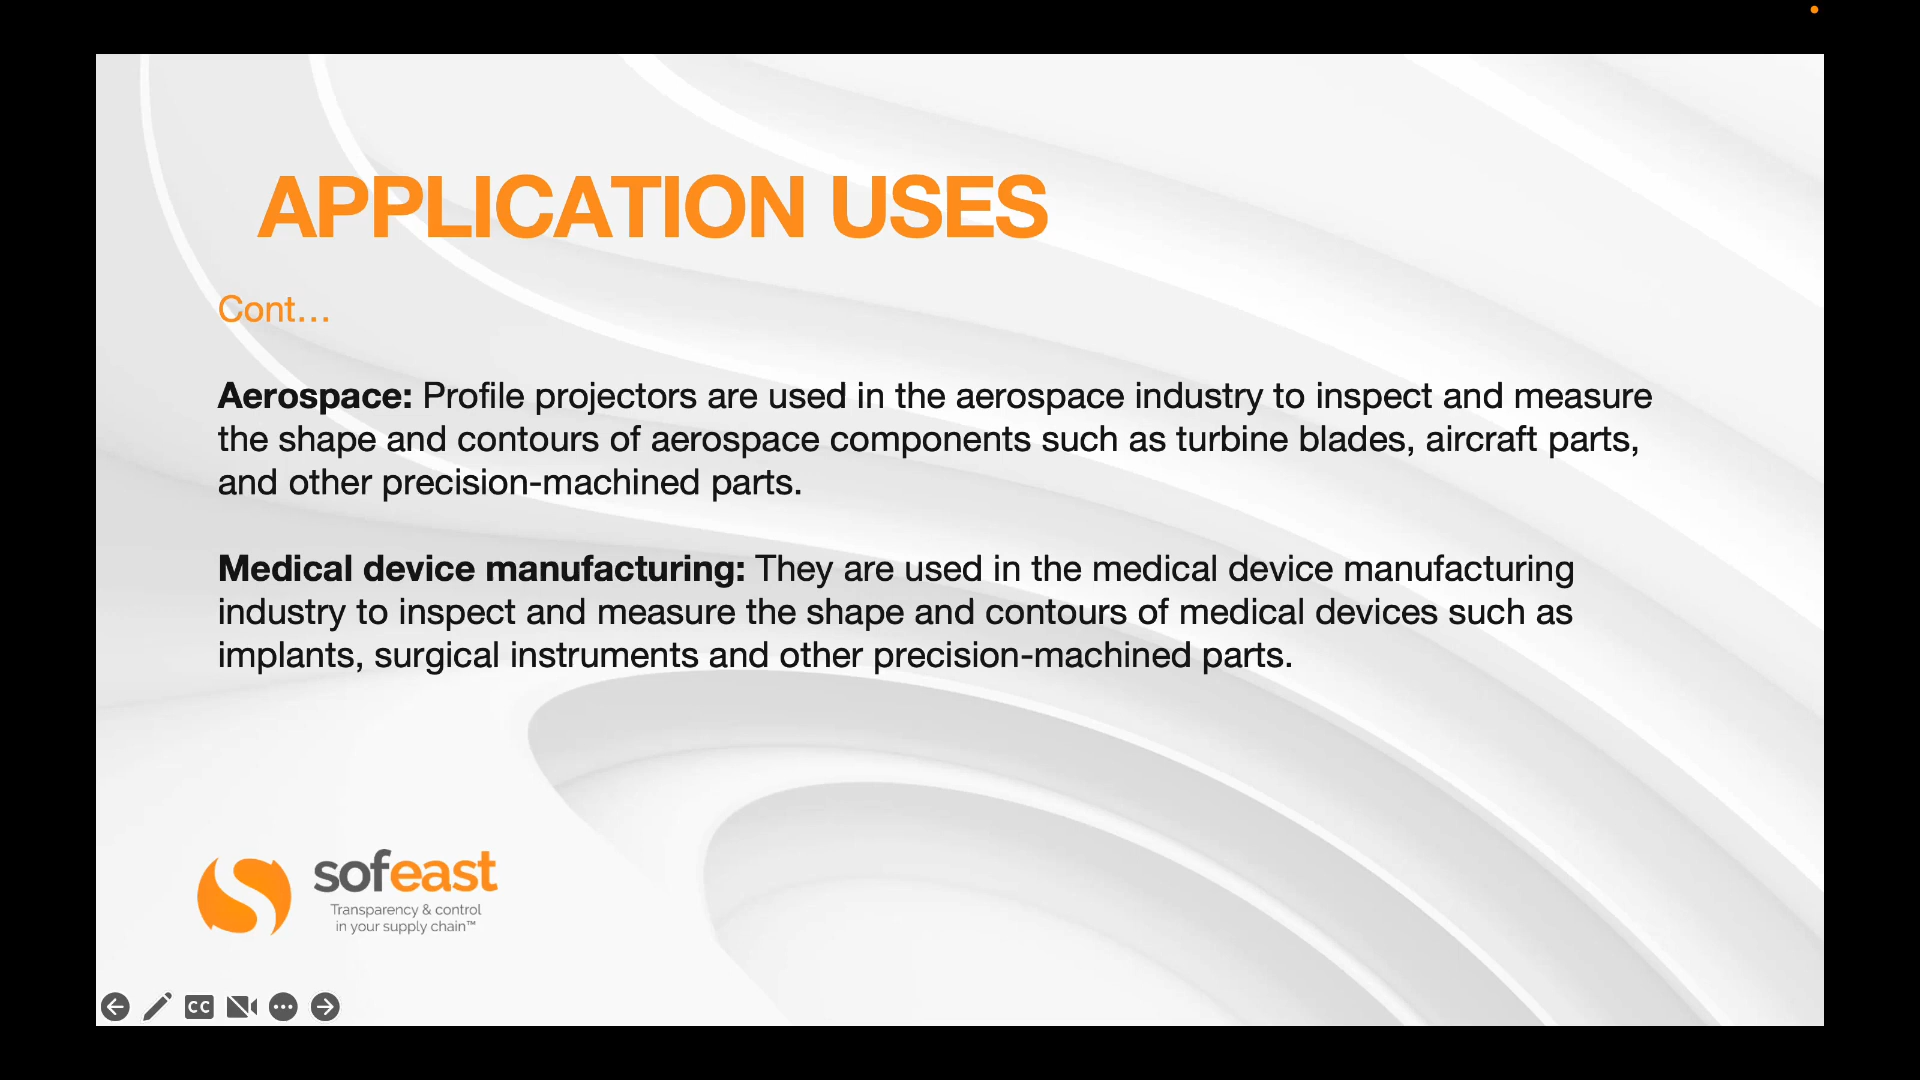 APPLICATION USES
Cont...
Aerospace: Profile projectors are used in the aerospace industry to inspect and measure
the shape and contours of aerospace components such as turbine blades, aircraft parts,
and other precision-machined parts.
Medical device manufacturing: They are used in the medical device manufacturing
industry to inspect and measure the shape and contours of medical devices such as
implants, surgical instruments and other precision-machined parts.
sofeast
Transparency & control
in your supply chain™
CC